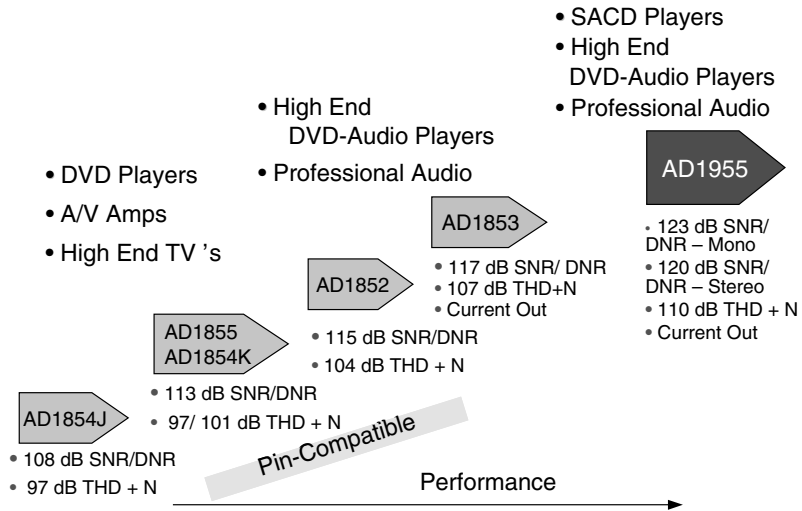 • SACD Players
• High End
DVD-Audio Players
• Professional Audio
• High End
DVD-Audio Players
• Professional Audio
• DVD Players
• A/V Amps
• High End TV 's
AD1955
• 123 dB SNR/
DNR – Mono
• 120 dB SNR/
DNR – Stereo
• 110 dB THD + N
• Current Out
AD1853
• 117 dB SNR/ DNR
• 107 dB THD+N
• Current Out
AD1852
• 115 dB SNR/DNR
• 104 dB THD + N
AD1855
AD1854K
• 113 dB SNR/DNR
• 97/ 101 dB THD + N
AD1854J
• 108 dB SNR/DNR
• 97 dB THD + N
Pin-Compatible
Performance